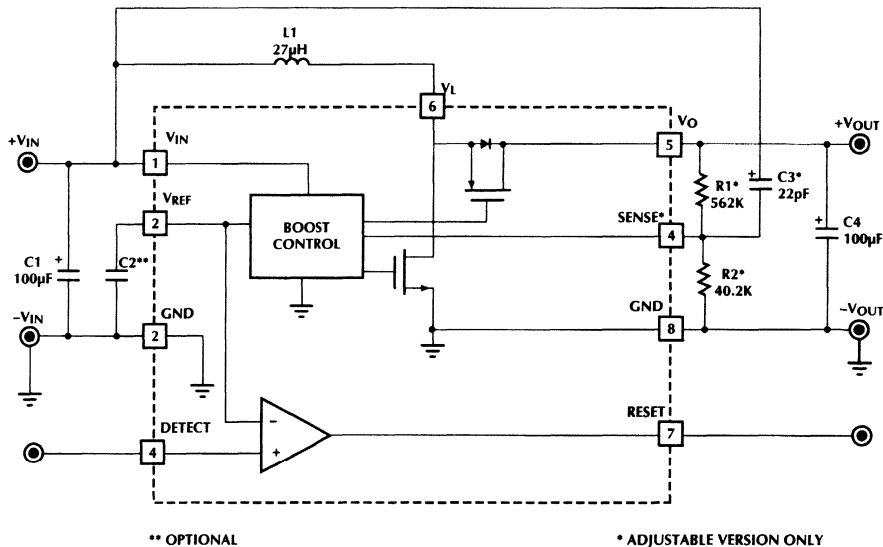 L1
27µH
VL
6
+VIN
VIN
1
VO
5
+VOUT
VREF
2
BOOST
CONTROL
R1*
562K
C3*
22pF
+
SENSE*
4
C1
100µF
+
C2**
R2*
40.2K
C4
100µF
+
−VIN
GND
2
GND
8
−VOUT
DETECT
4
−
+
RESET
7
** OPTIONAL
* ADJUSTABLE VERSION ONLY